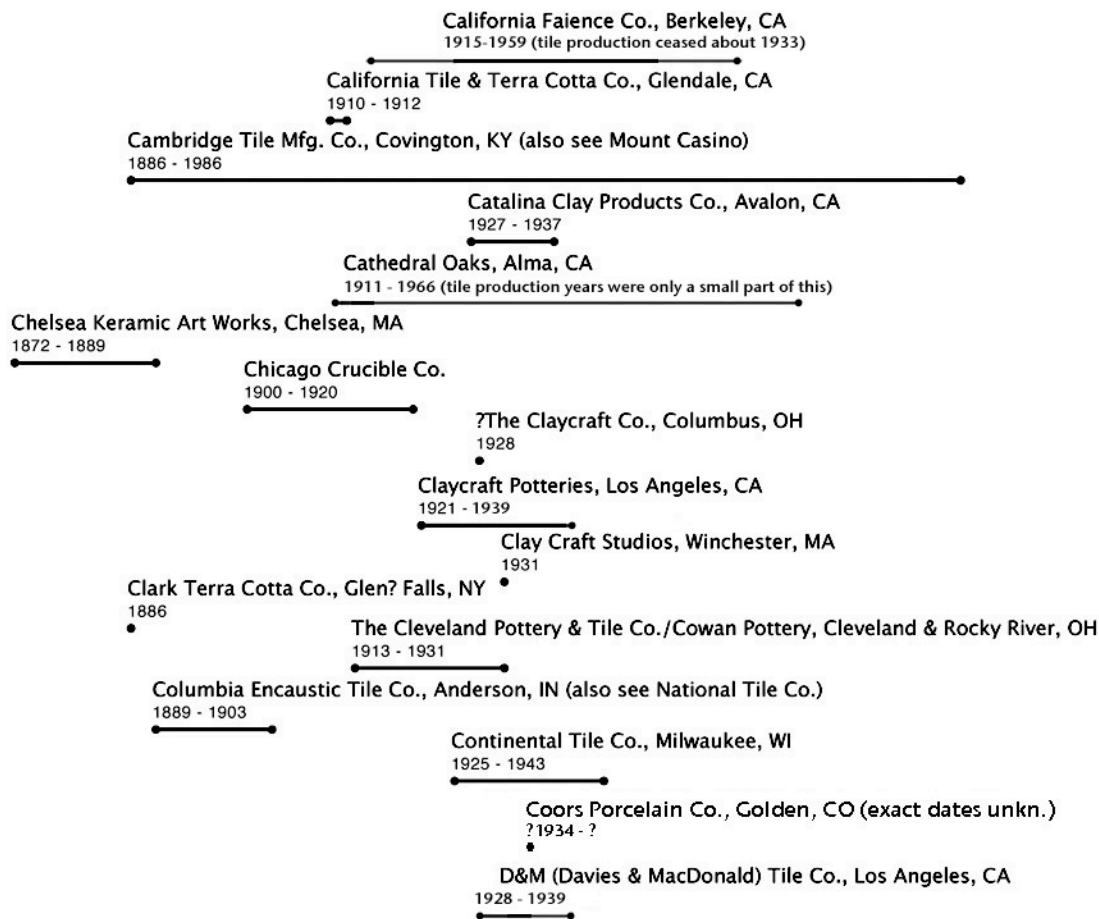 California Faience Co., Berkeley, CA
1915-1959 (tile production ceased about 1933)
California Tile & Terra Cotta Co., Glendale, CA
1910 - 1912
Cambridge Tile Mfg. Co., Covington, KY (also see Mount Casino)
1886 - 1986
Catalina Clay Products Co., Avalon, CA
1927 - 1937
Cathedral Oaks, Alma, CA
1911 - 1966 (tile production years were only a small part of this)
Chelsea Keramic Art Works, Chelsea, MA
1872 - 1889
Chicago Crucible Co.
1900 - 1920
?The Claycraft Co., Columbus, OH
1928
Claycraft Potteries, Los Angeles, CA
1921 - 1939
Clay Craft Studios, Winchester, MA
1931
Clark Terra Cotta Co., Glen? Falls, NY
1886
The Cleveland Pottery & Tile Co./Cowan Pottery, Cleveland & Rocky River, OH
1913 - 1931
Columbia Encaustic Tile Co., Anderson, IN (also see National Tile Co.)
1889 - 1903
Continental Tile Co., Milwaukee, WI
1925 - 1943
Coors Porcelain Co., Golden, CO (exact dates unkn.)
?1934 - ?
D&M (Davies & MacDonald) Tile Co., Los Angeles, CA
1928 - 1939